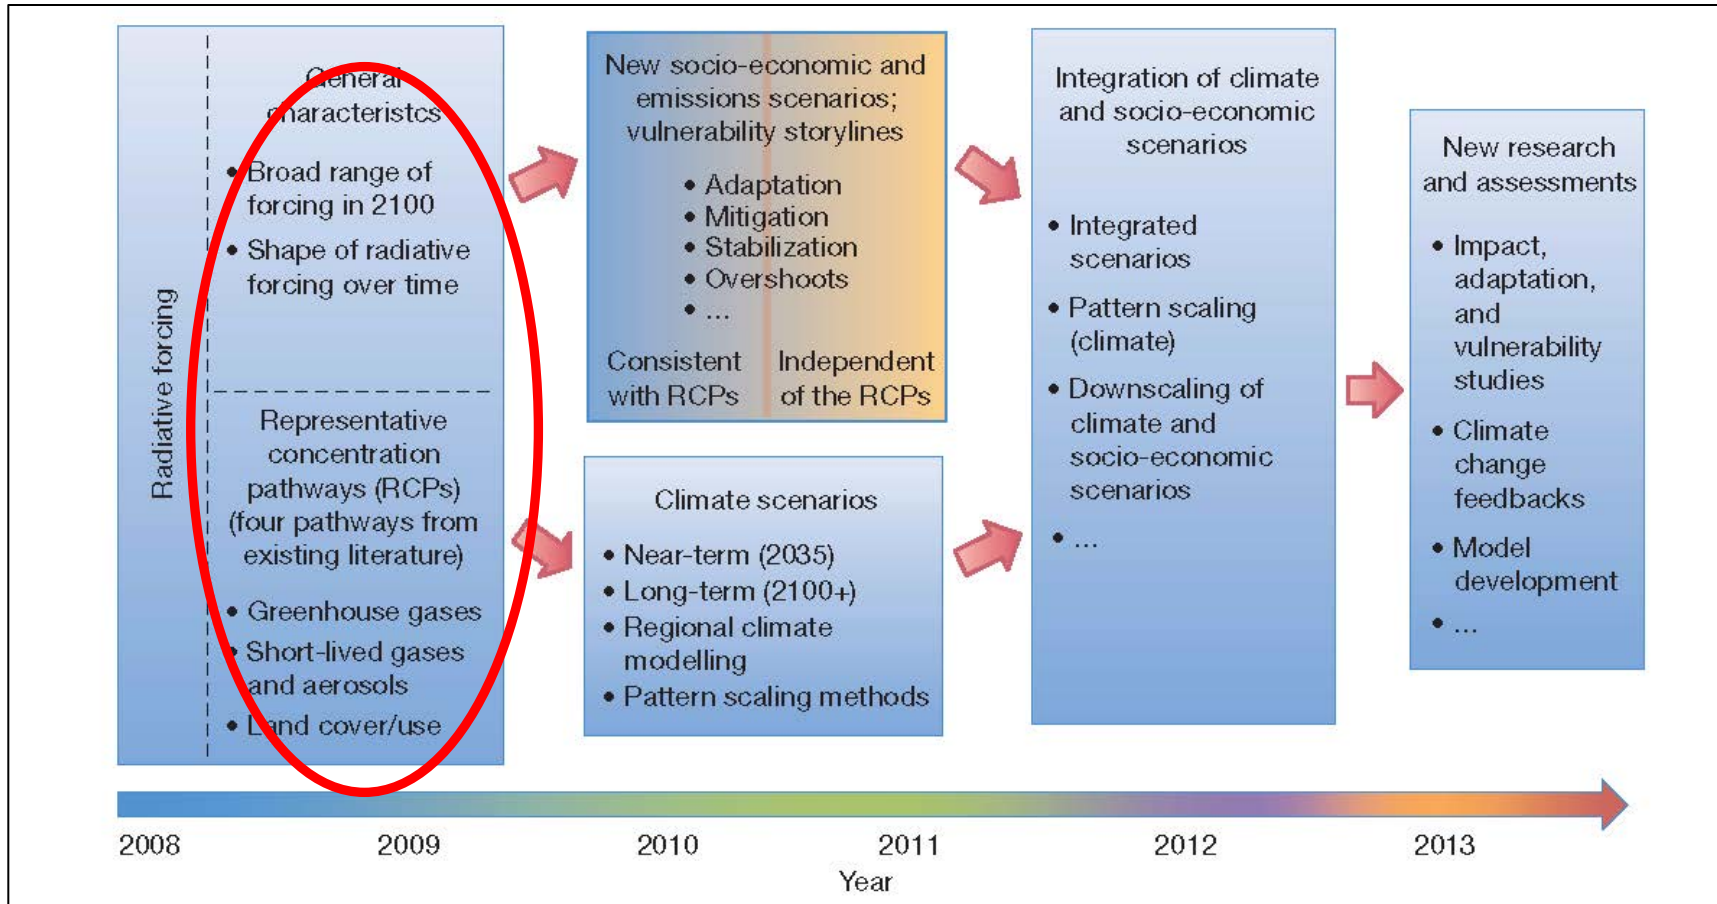 Radiative forcing
General
characteristcs
• Broad range of
forcing in 2100
• Shape of radiative
forcing over time
Representative
concentration
pathways (RCPs)
(four pathways from
existing literature)
• Greenhouse gases
• Short-lived gases
and aerosols
• Land cover/use
New socio-economic and
emissions scenarios;
vulnerability storylines
• Adaptation
• Mitigation
• Stabilization
• Overshoots
• ...
Consistent
with RCPs
Independent
of the RCPs
Climate scenarios
• Near-term (2035)
• Long-term (2100+)
• Regional climate
modelling
• Pattern scaling methods
Integration of climate
and socio-economic
scenarios
• Integrated
scenarios
• Pattern scaling
(climate)
• Downscaling of
climate and
socio-economic
scenarios
• ...
New research
and assessments
• Impact,
adaptation,
and
vulnerability
studies
• Climate
change
feedbacks
• Model
development
• ...
2008 2009 2010 2011 2012 2013
Year